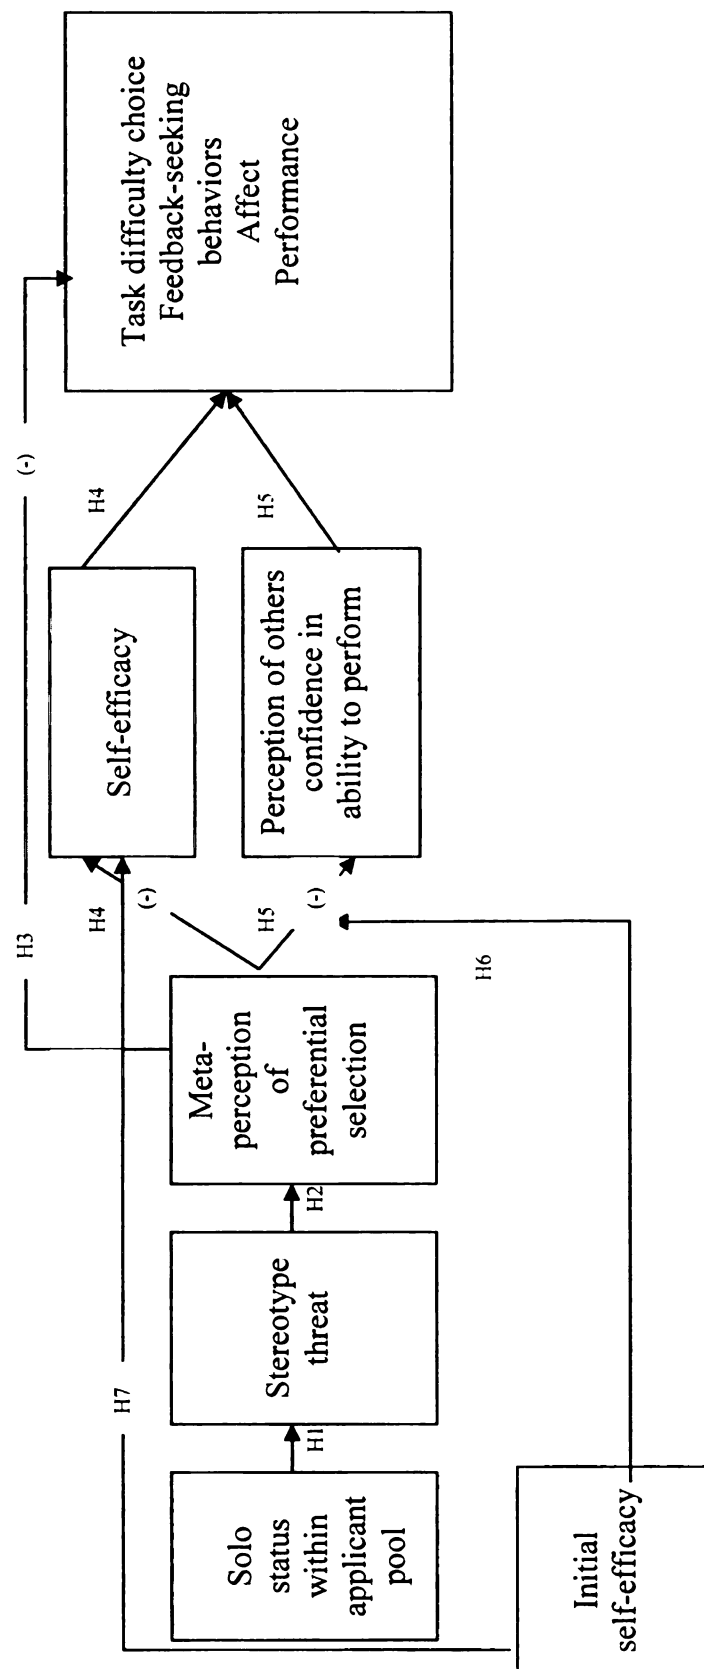 H3
(-)
H7
H4
(-)
Self-efficacy
H4
Task difficulty choice
Feedback-seeking
behaviors
Affect
Performance
Solo
status
within
applicant
pool
H1
Stereotype
threat
H2
Meta-
perception
of
preferential
selection
H5
(-)
Perception of others
confidence in
ability to perform
H5
H6
Initial
self-efficacy